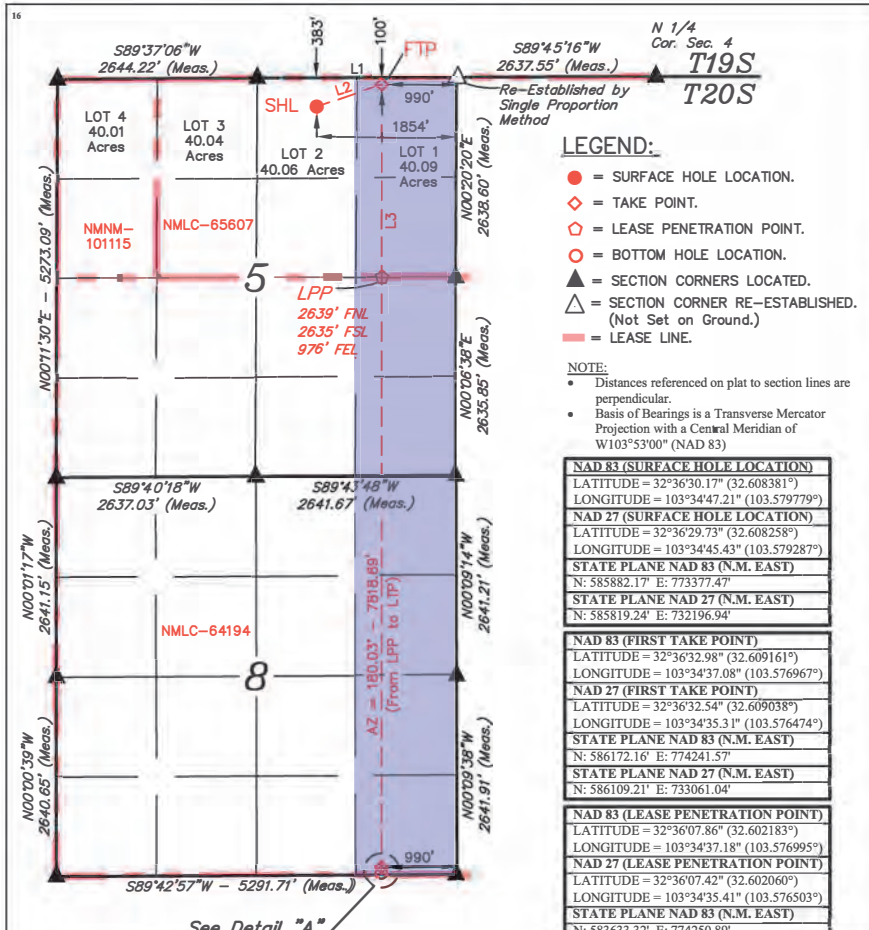 16
S89°37'06"W
2644.22' (Meas.)
383'
100'
FTP
L1
L2
SHL
S89°45'16"W
2637.55' (Meas.)
N 1/4
Cor. Sec. 4
T19S
T20S
Re-Established by
Single Proportion
Method
990'
1854'
LOT 4
40.01
Acres
LOT 3
40.04
Acres
LOT 2
40.06 Acres
LOT 1
40.09
Acres
L3
N00°20'20"E
2638.60' (Meas.)
NMNM-
101115
NMLC-65607
N00°11'30"E - 5273.09' (Meas.)
5
LPP
2639' FNL
2635' FSL
976' FEL
N00°06'38"E
2635.85' (Meas.)
S89°40'18"W
2637.03' (Meas.)
S89°43'48"W
2641.67' (Meas.)
N00°01'17"W
2641.15' (Meas.)
N00°09'14"W
2641.21' (Meas.)
NMLC-64194
8
AZ = 180.03° - 7818.69'
(From LPP to LTP)
N00°00'39"W
2640.65' (Meas.)
N00°09'38"W
2641.91' (Meas.)
990'
S89°42'57"W - 5291.71' (Meas.)
See Detail "A"
LEGEND:
= SURFACE HOLE LOCATION.
= TAKE POINT.
= LEASE PENETRATION POINT.
= BOTTOM HOLE LOCATION.
= SECTION CORNERS LOCATED.
= SECTION CORNER RE-ESTABLISHED.
(Not Set on Ground.)
= LEASE LINE.
NOTE:
• Distances referenced on plat to section lines are
perpendicular.
• Basis of Bearings is a Transverse Mercator
Projection with a Central Meridian of
W103°53'00" (NAD 83)
NAD 83 (SURFACE HOLE LOCATION)
LATITUDE = 32°36'30.17" (32.608381°)
LONGITUDE = 103°34'47.21" (103.579779°)
NAD 27 (SURFACE HOLE LOCATION)
LATITUDE = 32°36'29.73" (32.608258°)
LONGITUDE = 103°34'45.43" (103.579287°)
STATE PLANE NAD 83 (N.M. EAST)
N: 585882.17' E: 773377.47'
STATE PLANE NAD 27 (N.M. EAST)
N: 585819.24' E: 732196.94'
NAD 83 (FIRST TAKE POINT)
LATITUDE = 32°36'32.98" (32.609161°)
LONGITUDE = 103°34'37.08" (103.576967°)
NAD 27 (FIRST TAKE POINT)
LATITUDE = 32°36'32.54" (32.609038°)
LONGITUDE = 103°34'35.31" (103.576474°)
STATE PLANE NAD 83 (N.M. EAST)
N: 586172.16' E: 774241.57'
STATE PLANE NAD 27 (N.M. EAST)
N: 586109.21' E: 733061.04'
NAD 83 (LEASE PENETRATION POINT)
LATITUDE = 32°36'07.86" (32.602183°)
LONGITUDE = 103°34'37.18" (103.576995°)
NAD 27 (LEASE PENETRATION POINT)
LATITUDE = 32°36'07.42" (32.602060°)
LONGITUDE = 103°34'35.41" (103.576503°)
STATE PLANE NAD 83 (N.M. EAST)
N: 583633.32' E: 774250.89'